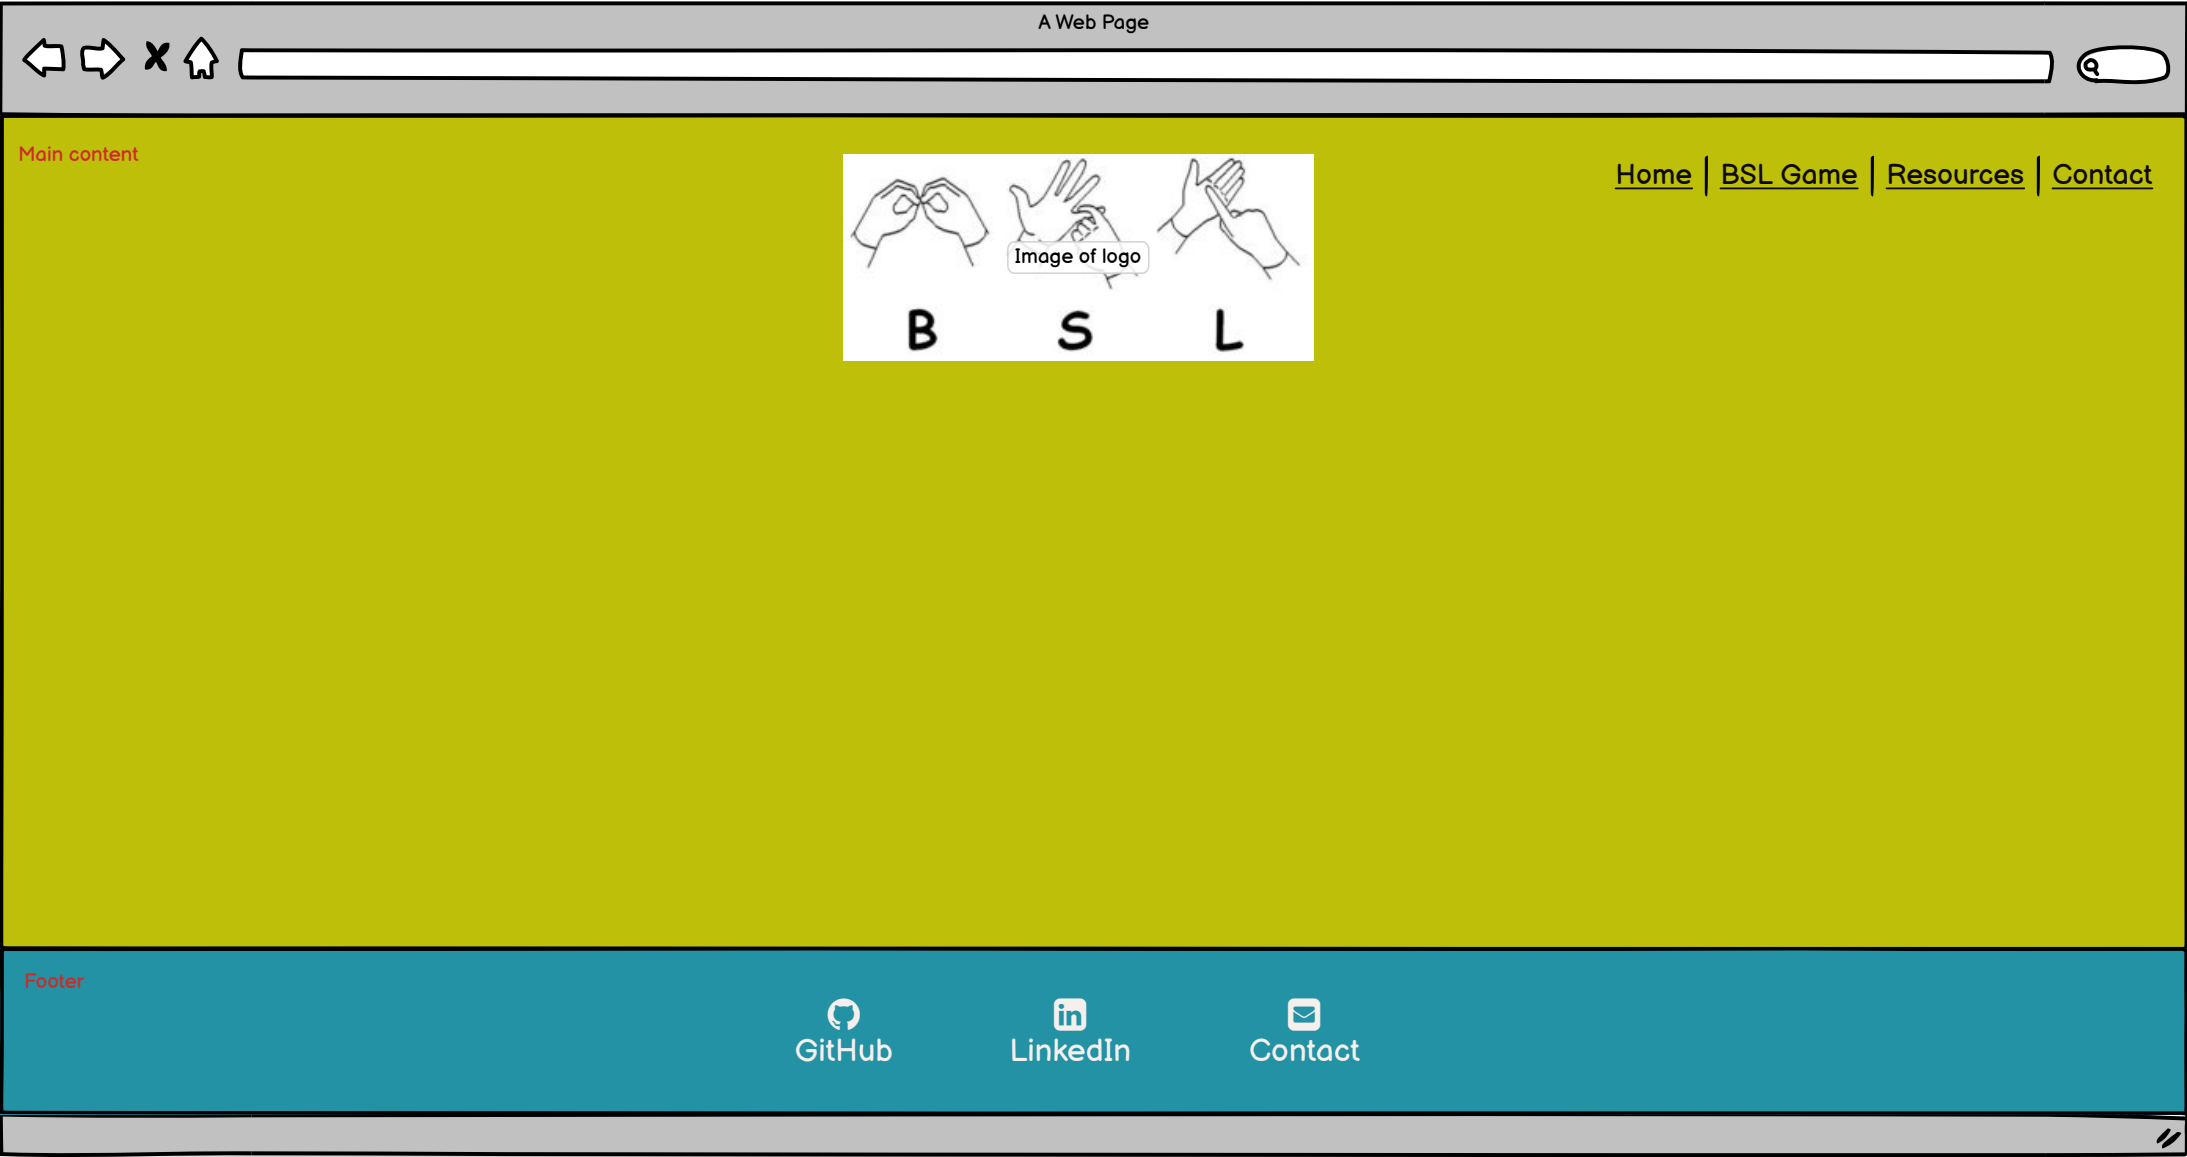 A Web Page
Main content
Home | BSL Game | Resources | Contact
Image of logo
B S L
Footer
GitHub LinkedIn Contact